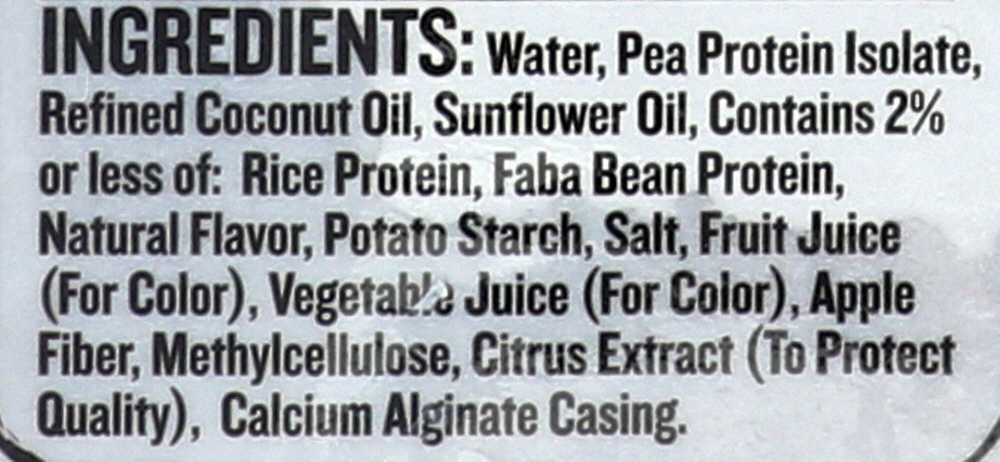 INGREDIENTS: Water, Pea Protein Isolate,
Refined Coconut Oil, Sunflower Oil, Contains 2%
or less of: Rice Protein, Faba Bean Protein,
Natural Flavor, Potato Starch, Salt, Fruit Juice
(For Color), Vegetable Juice (For Color), Apple
Fiber, Methylcellulose, Citrus Extract (To Protect
Quality), Calcium Alginate Casing.